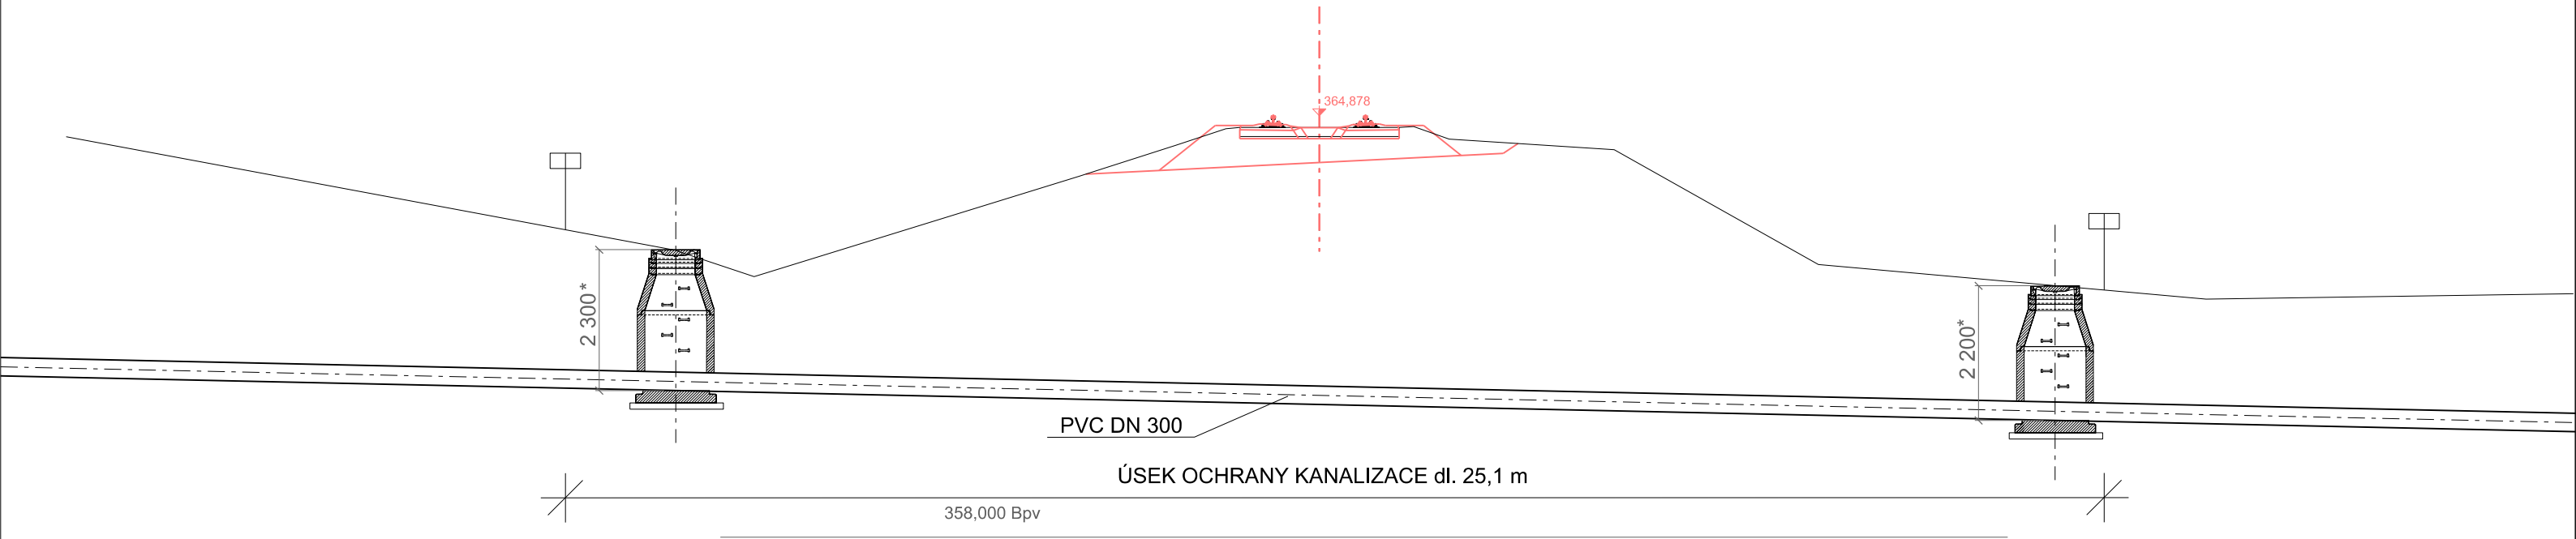 364,878
2 300*
2 200*
PVC DN 300
ÚSEK OCHRANY KANALIZACE dl. 25,1 m
358,000 Bpv